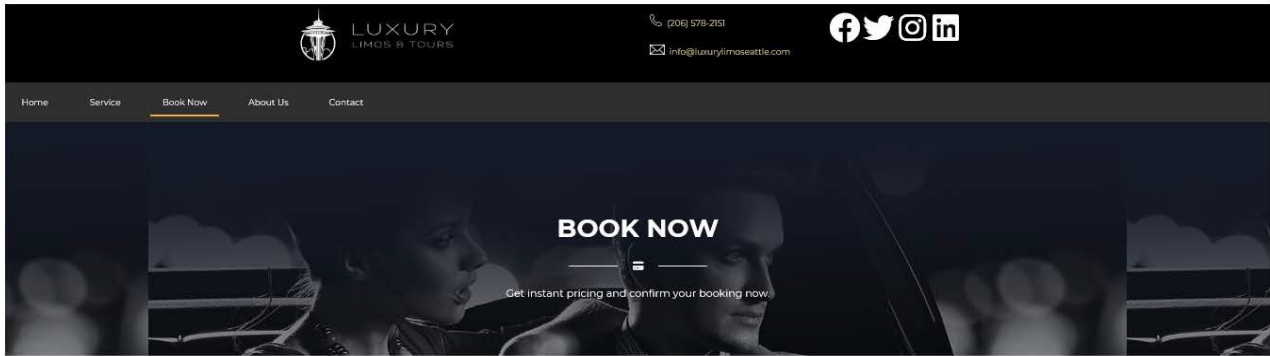 LUXURY
LIMOS & TOURS
(206) 578-2151
info@luxurylimoseattle.com
Home Service Book Now About Us Contact
BOOK NOW
Get instant pricing and confirm your booking now.